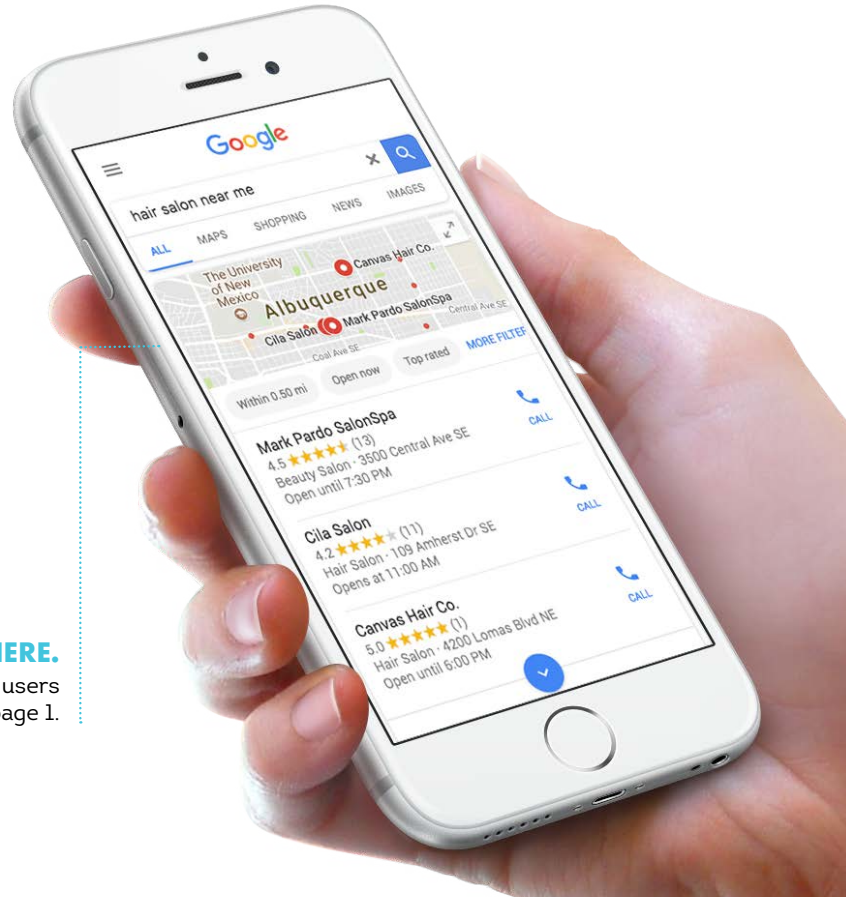 Google
hair salon near me
ALL MAPS SHOPPING NEWS IMAGES
The University
of New
Mexico
Canvas Hair Co.
Albuquerque
Cila Salon
Mark Pardo SalonSpa
Central Ave SE
Coal Ave SE
Within 0.50 mi Open now Top rated MORE FILTER
Mark Pardo SalonSpa
4.5 ★★★★★ (13)
Beauty Salon · 3500 Central Ave SE
Open until 7:30 PM
CALL
Cila Salon
4.2 ★★★★★ (11)
Hair Salon · 109 Amherst Dr SE
Opens at 11:00 AM
CALL
Canvas Hair Co.
5.0 ★★★★★ (1)
Hair Salon · 4200 Lomas Blvd NE
Open until 6:00 PM
CALL
users
page 1.